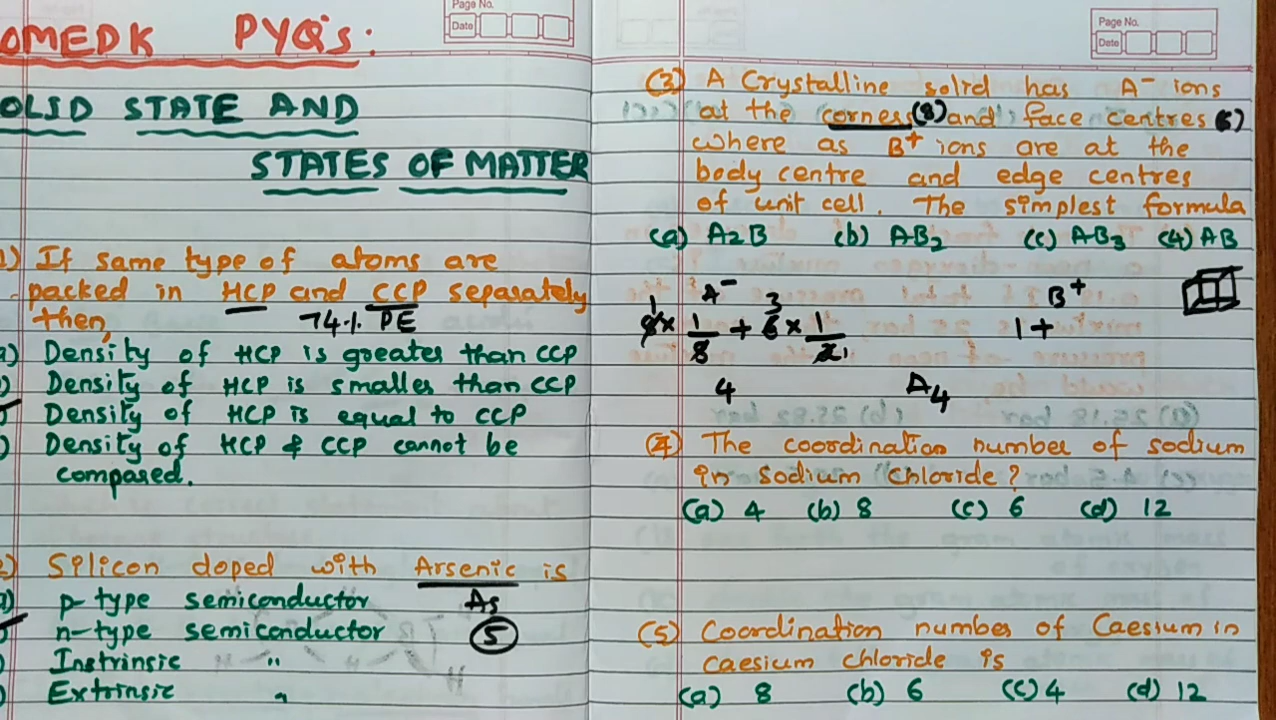 OMEDK PYQ's:
Page No.
Date
OLID STATE AND
STATES OF MATTER
1) If same type of atoms are
packed in HCP and CCP separately
then, 74% PE
a) Density of HCP is greater than CCP
) Density of HCP is smaller than CCP
Density of HCP is equal to CCP
) Density of HCP & CCP cannot be
compared.
2) Silicon doped with Arsenic is
a) p-type semiconductor As
n-type semiconductor 5
) Instrinsic "
) Extrinsic "
Page No.
Date
(3) A Crystalline solid has A⁻ ions
at the corners (8) and face centres 6)
where as B⁺ ions are at the
body centre and edge centres
of unit cell. The simplest formula
(a) A₂B (b) AB₂ (c) AB₃ (4) AB
A⁻ B⁺
8 × 1/8 + 6 × 1/2 1+
1 3
4 A₄
(4) The coordination number of sodium
in sodium chloride?
(a) 4 (b) 8 (c) 6 (d) 12
(5) Coordination number of Caesium in
caesium chloride is
(a) 8 (b) 6 (c) 4 (d) 12